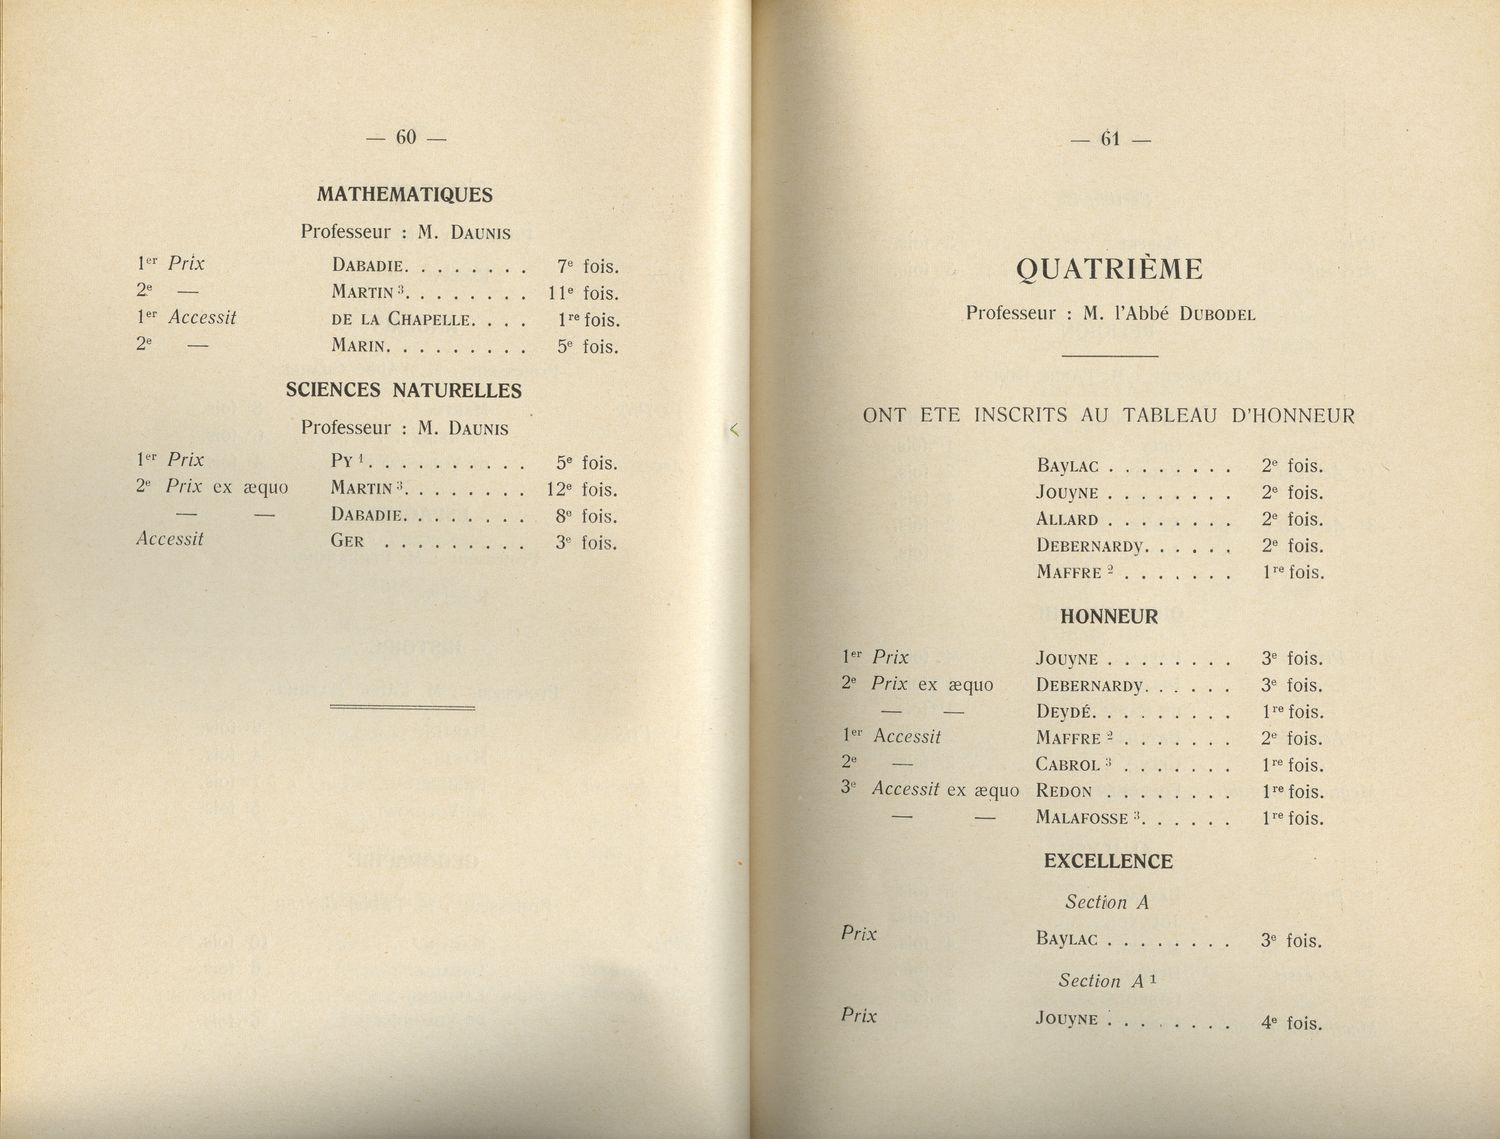 — 60 —
MATHEMATIQUES
Professeur : M. DAUNIS
1er Prix DABADIE. . . . . . . . 7e fois.
2e — MARTIN 3. . . . . . . . 11e fois.
1er Accessit DE LA CHAPELLE. . . . 1re fois.
2e — MARIN. . . . . . . . . 5e fois.
SCIENCES NATURELLES
Professeur : M. DAUNIS
1er Prix PY 1. . . . . . . . . . 5e fois.
2e Prix ex æquo MARTIN 3. . . . . . . . 12e fois.
— — DABADIE. . . . . . . . 8e fois.
Accessit GER . . . . . . . . . 3e fois.
— 61 —
QUATRIÈME
Professeur : M. l'Abbé DUBODEL
ONT ETE INSCRITS AU TABLEAU D'HONNEUR
BAYLAC . . . . . . . . 2e fois.
JOUYNE . . . . . . . . 2e fois.
ALLARD . . . . . . . . 2e fois.
DEBERNARDY. . . . . . 2e fois.
MAFFRE 2 . . . . . . . 1re fois.
HONNEUR
1er Prix JOUYNE . . . . . . . . 3e fois.
2e Prix ex æquo DEBERNARDY. . . . . . 3e fois.
— — DEYDÉ. . . . . . . . . 1re fois.
1er Accessit MAFFRE 2 . . . . . . . 2e fois.
2e — CABROL 3 . . . . . . . 1re fois.
3e Accessit ex æquo REDON . . . . . . . . 1re fois.
— — MALAFOSSE 3. . . . . . 1re fois.
EXCELLENCE
Section A
Prix BAYLAC . . . . . . . . 3e fois.
Section A 1
Prix JOUYNE . . . . . . . . 4e fois.